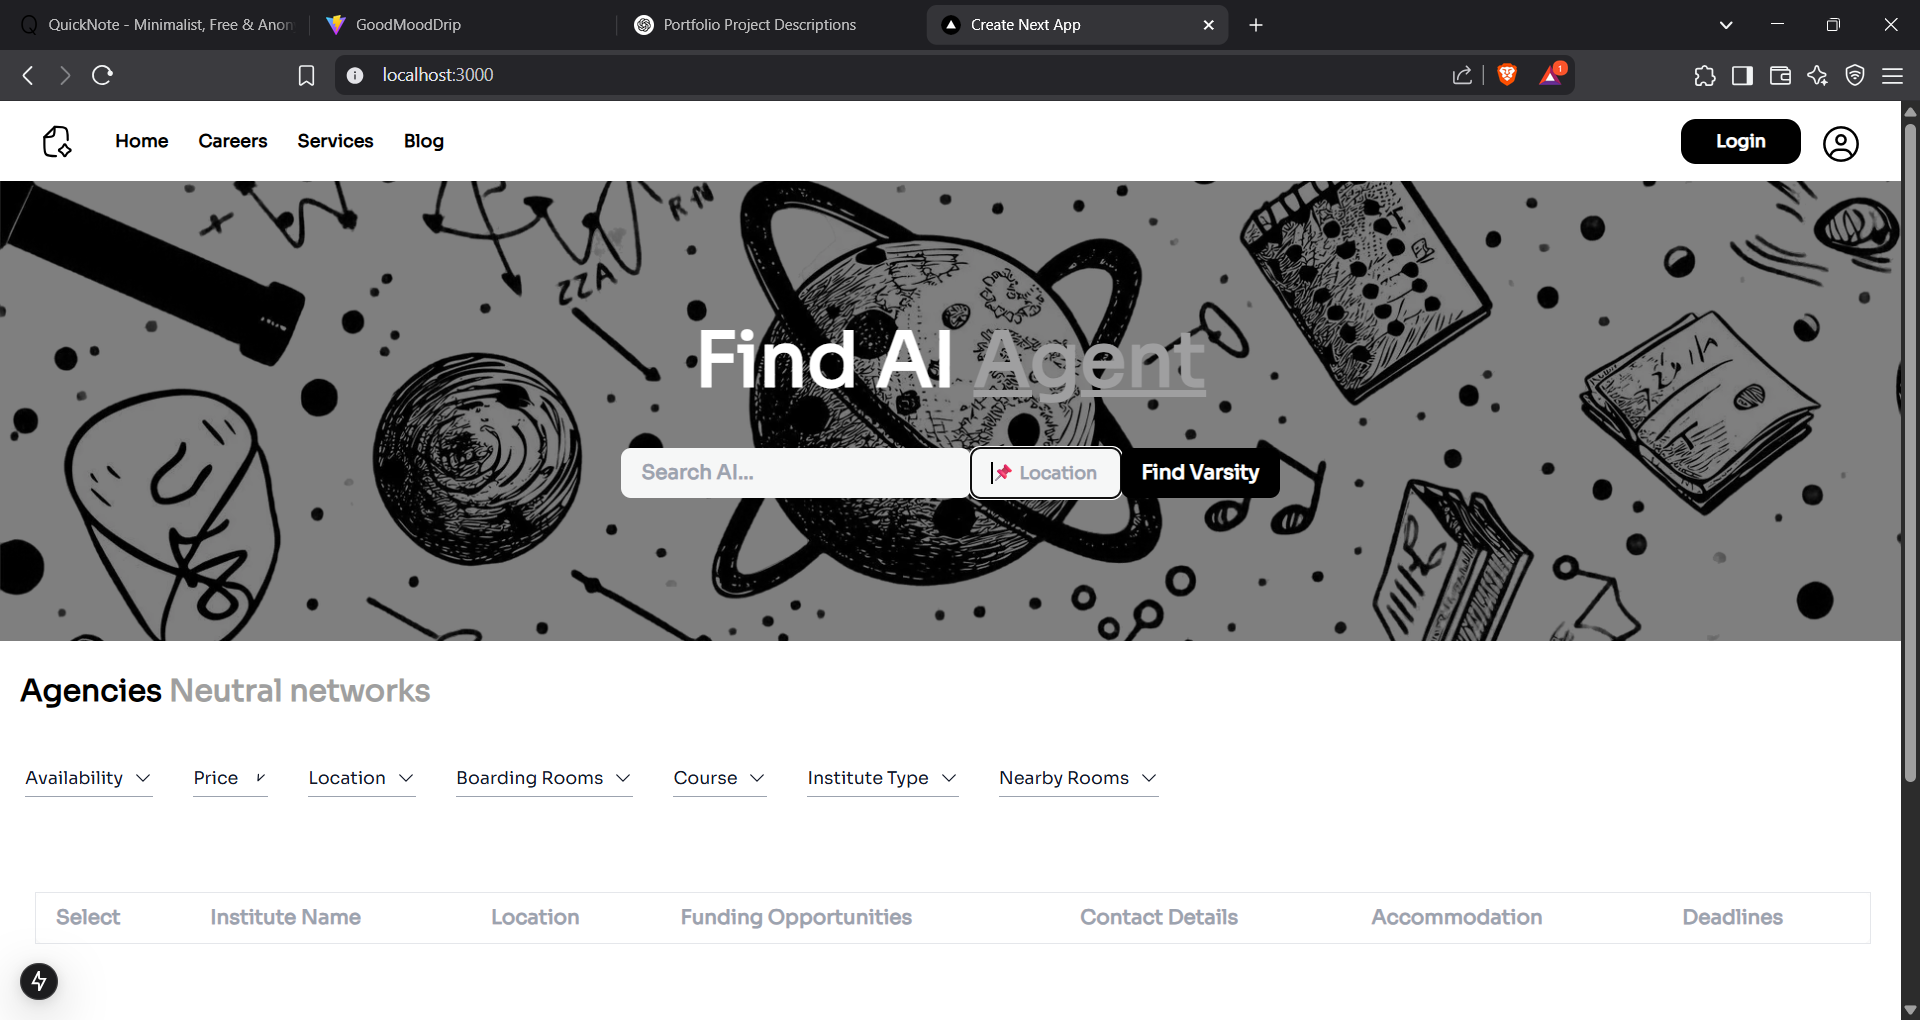 QuickNote - Minimalist, Free & Anon
GoodMoodDrip
Portfolio Project Descriptions
Create Next App
localhost:3000
1
Home Careers Services Blog
Login
R+N
ZZA
Find AI Agent
Search AI...
📌 Location
Find Varsity
Agencies Neutral networks
Availability Price Location Boarding Rooms Course Institute Type Nearby Rooms
Select Institute Name Location Funding Opportunities Contact Details Accommodation Deadlines